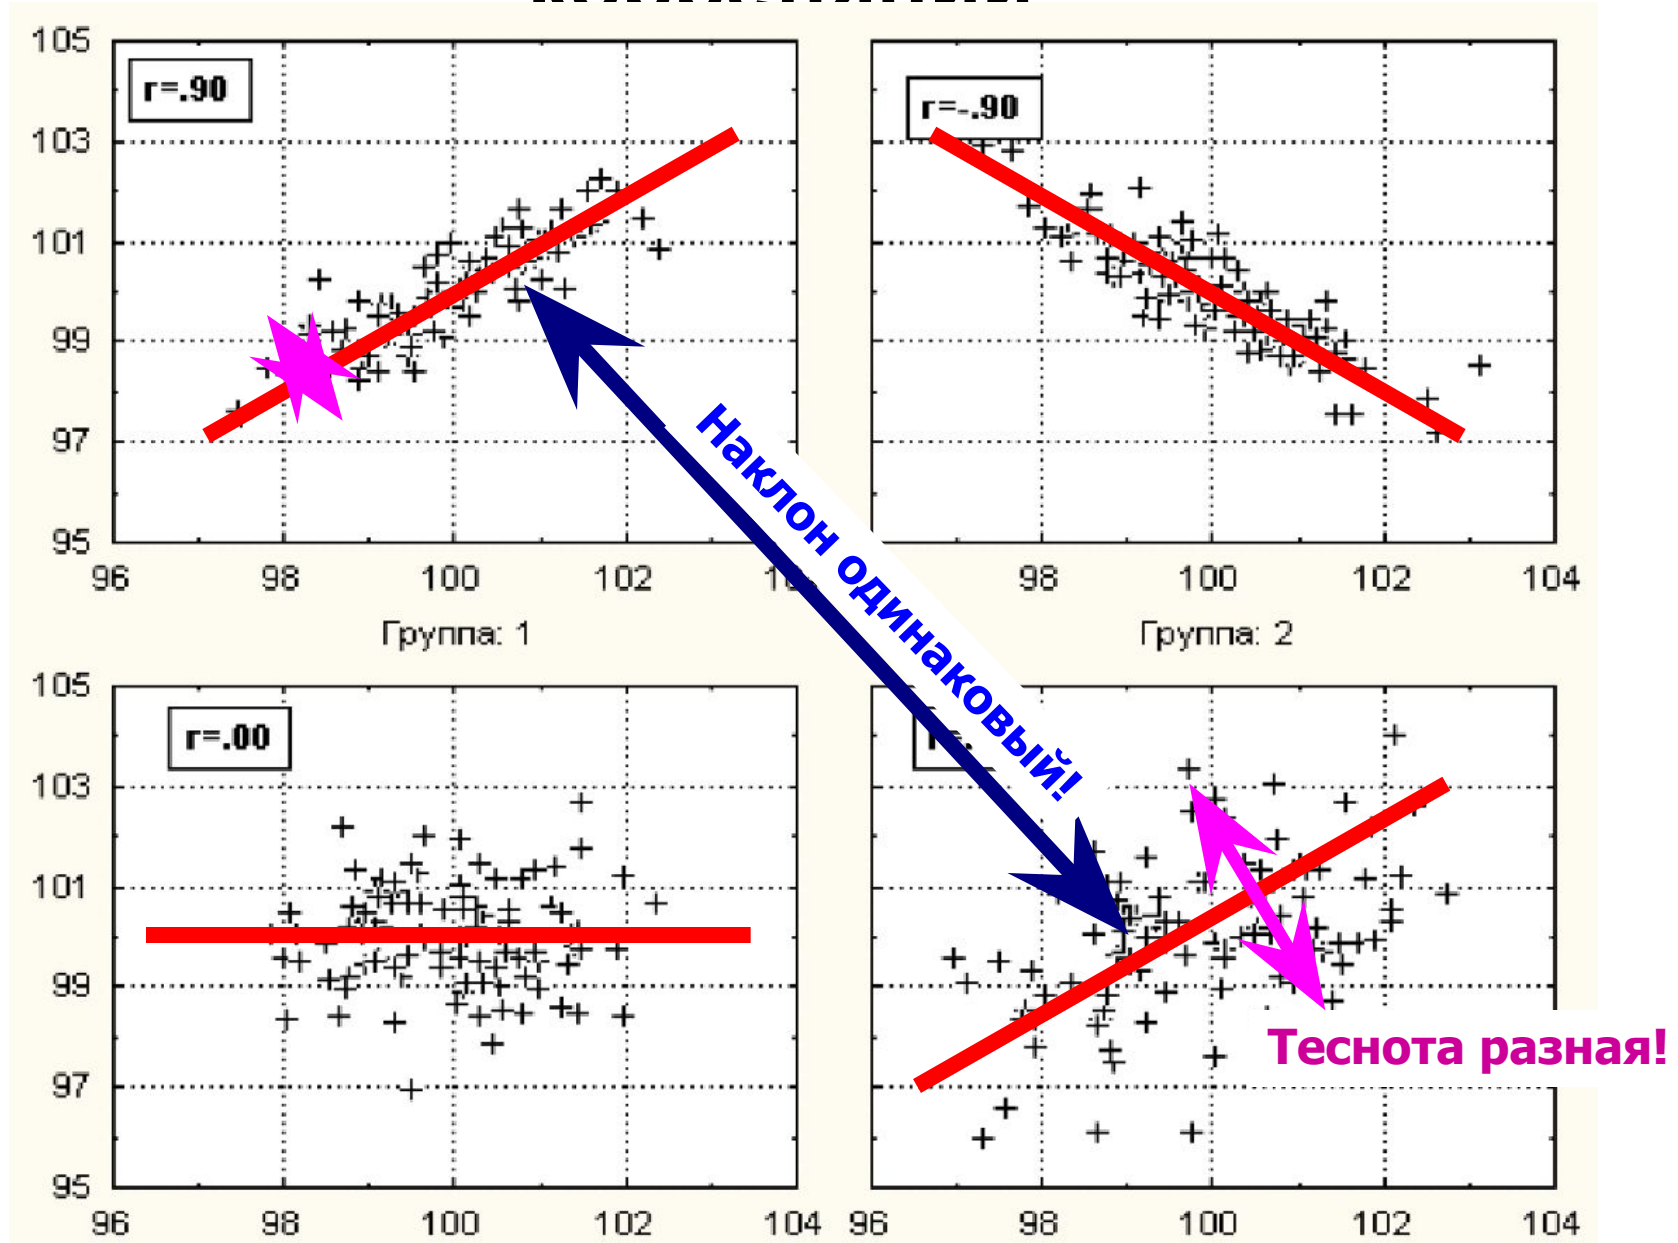 105
103
101
99
97
95
r=.90
96 98 100 102
Группа: 1
r=-.90
98 100 102 104
Группа: 2
Наклон одинаковый!
105
103
101
99
97
95
r=.00
96 98 100 102 104
96 98 100 102 104
Теснота разная!